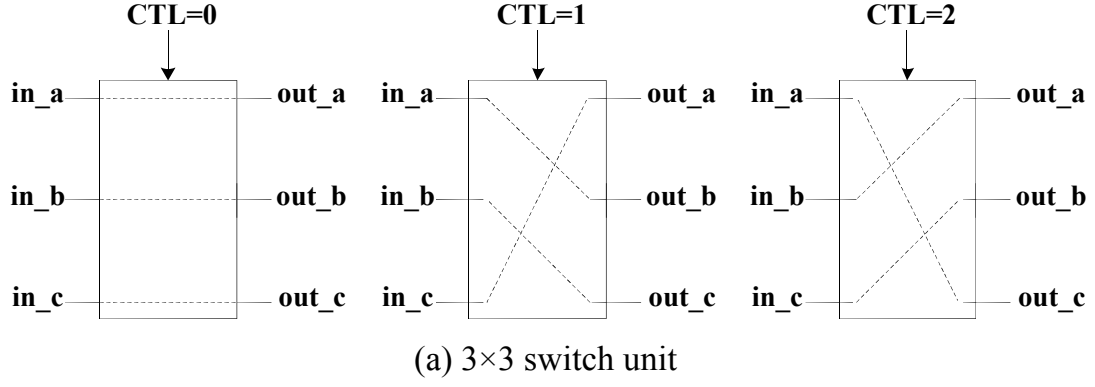 CTL=0 CTL=1 CTL=2
in_a out_a in_a out_a in_a out_a
in_b out_b in_b out_b in_b out_b
in_c out_c in_c out_c in_c out_c
(a) 3×3 switch unit